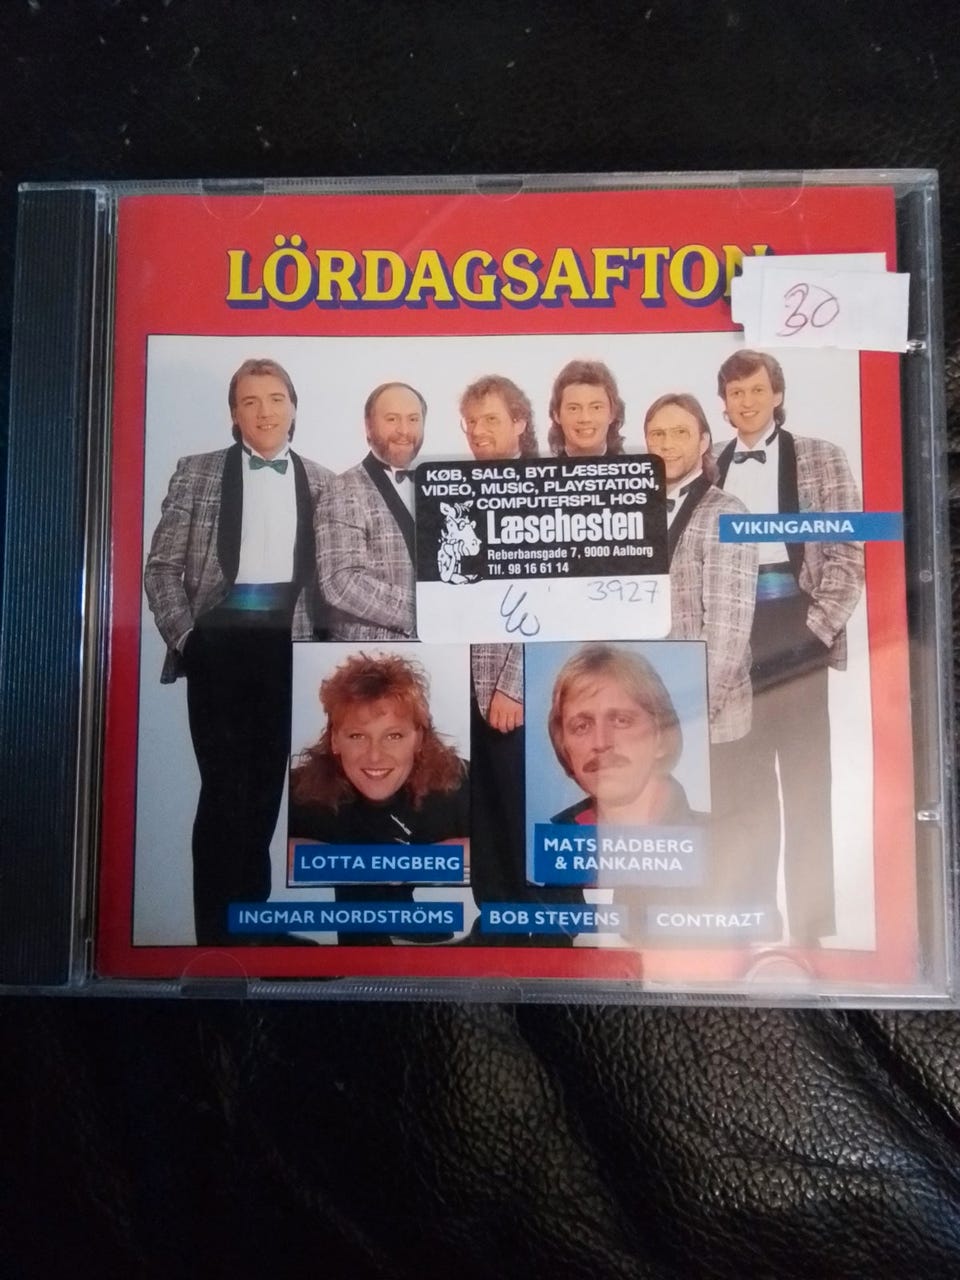 LÖRDAGSAFTON
30
KØB, SALG, BYT LÆSESTOF,
VIDEO, MUSIC, PLAYSTATION,
COMPUTERSPIL HOS
Læsehesten
Reberbansgade 7, 9000 Aalborg
Tlf. 98 16 61 14
3927
VIKINGARNA
LOTTA ENGBERG
MATS RÅDBERG
& RANKARNA
INGMAR NORDSTRÖMS
BOB STEVENS
CONTRAZT